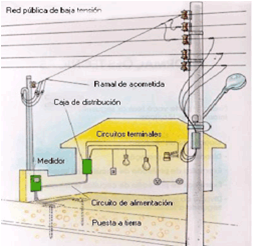 Red pública de baja tensión
Ramal de acometida
Caja de distribución
Circuitos terminales
Medidor
Circuito de alimentación
Puesta a tierra